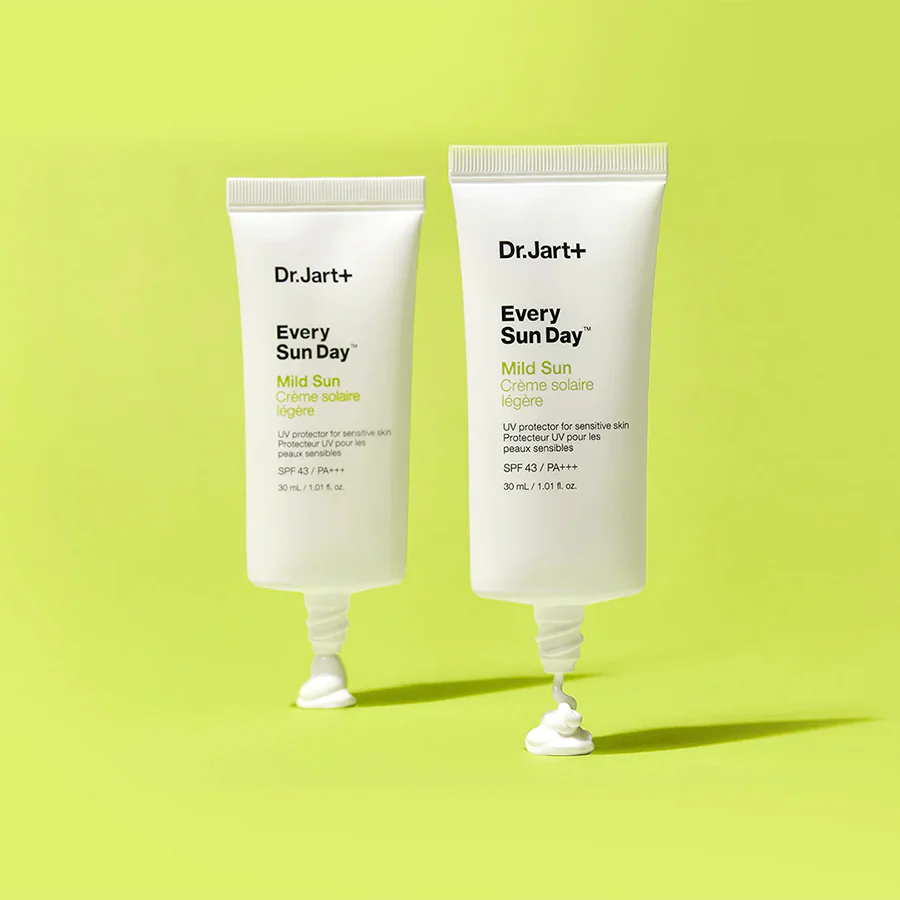 Dr.Jart+
Every
Sun Day™
Mild Sun
Crème solaire
légère
UV protector for sensitive skin
Protecteur UV pour les
peaux sensibles
SPF 43 / PA+++
30 mL / 1.01 fl. oz.
Dr.Jart+
Every
Sun Day™
Mild Sun
Crème solaire
légère
UV protector for sensitive skin
Protecteur UV pour les
peaux sensibles
SPF 43 / PA+++
30 mL / 1.01 fl. oz.